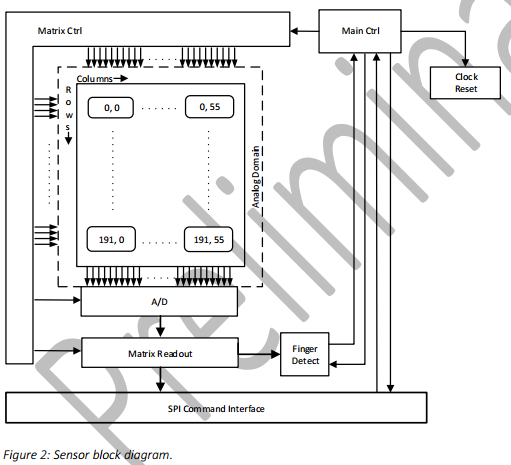 Matrix Ctrl
Main Ctrl
Clock
Reset
Columns
R
o
w
s
0, 0
. . . . . .
0, 55
Analog Domain
191, 0
. . . . . .
191, 55
A/D
Matrix Readout
Finger
Detect
SPI Command Interface
Figure 2: Sensor block diagram.
Prelimina